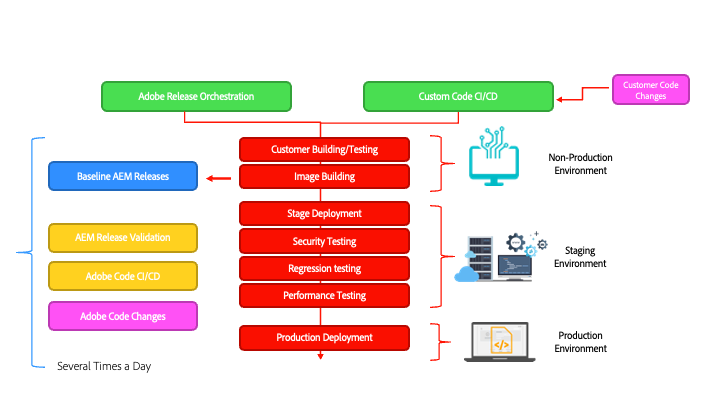 Adobe Release Orchestration
Custom Code CI/CD
Customer Code
Changes
Customer Building/Testing
Image Building
Baseline AEM Releases
Non-Production
Environment
Stage Deployment
Security Testing
Regression testing
Performance Testing
AEM Release Validation
Adobe Code CI/CD
Adobe Code Changes
Staging
Environment
Production Deployment
Production
Environment
</>
Several Times a Day